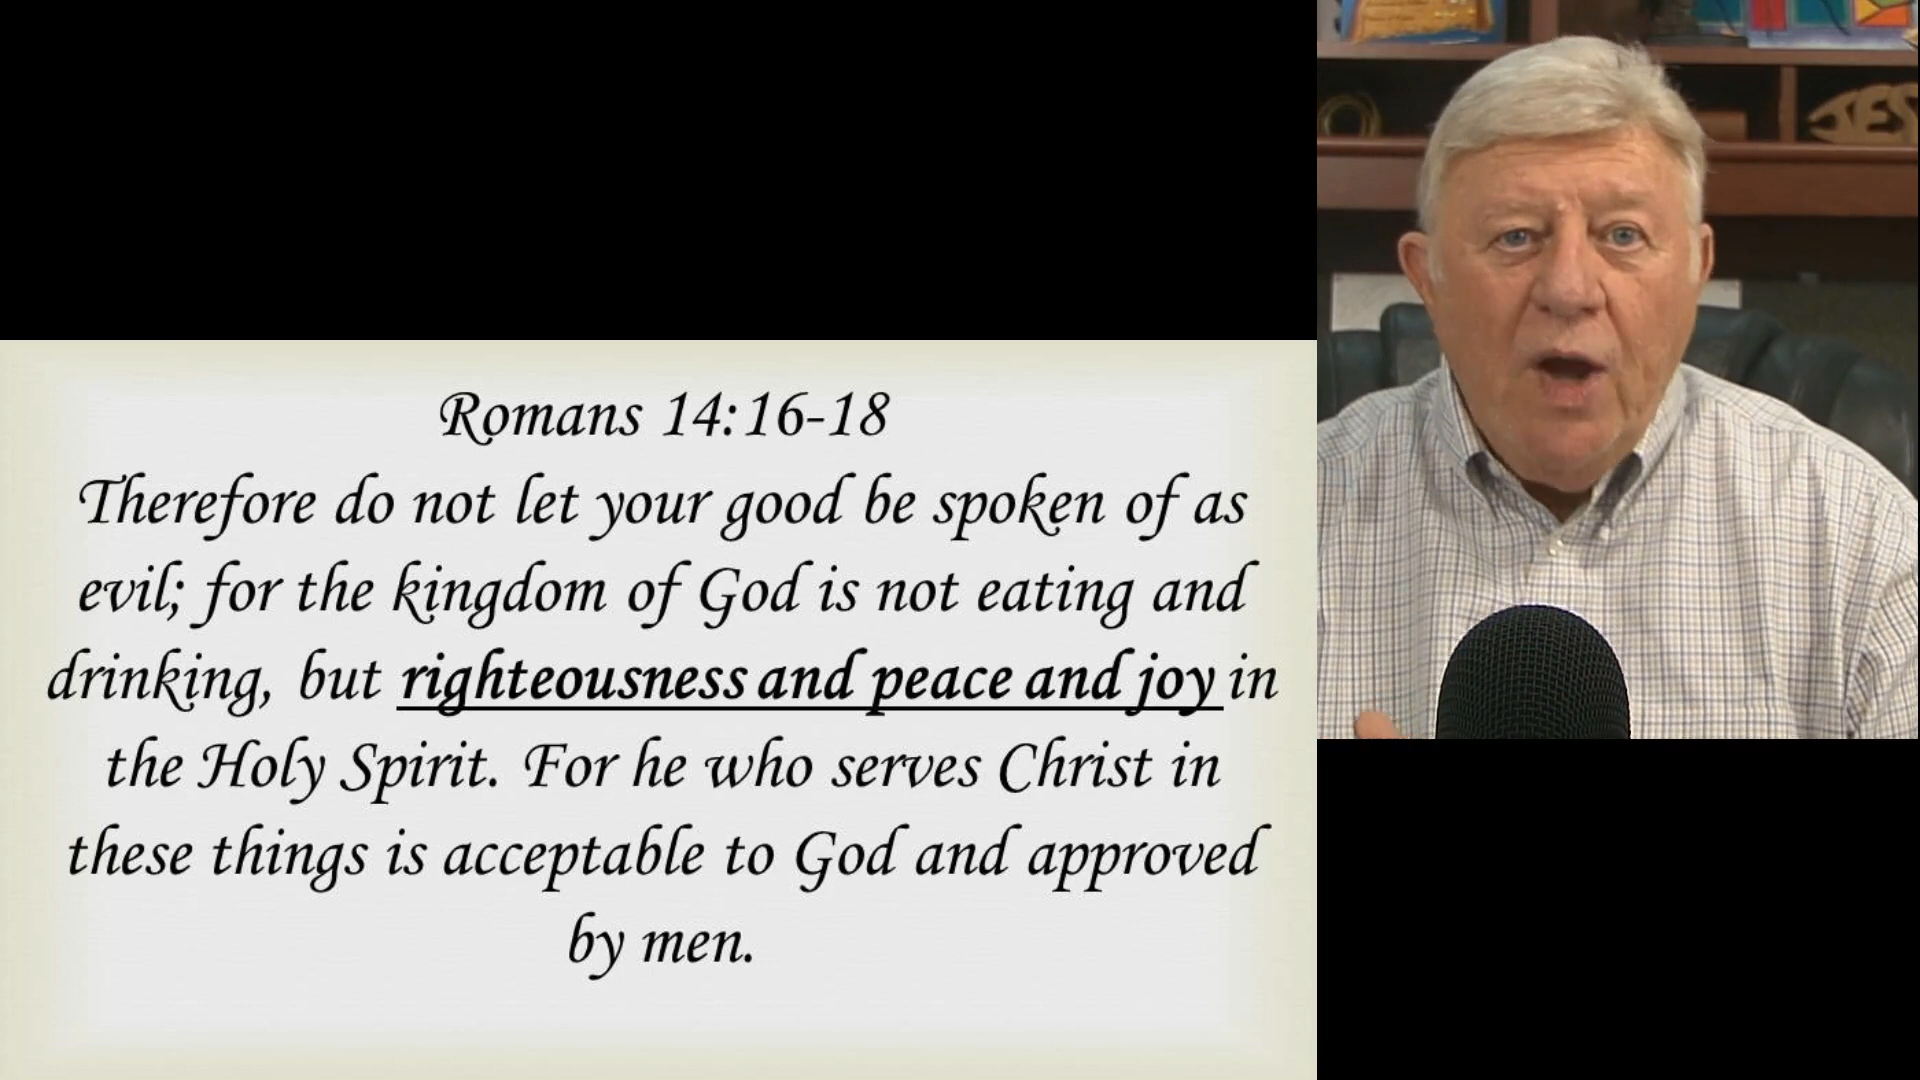 Romans 14:16-18
Therefore do not let your good be spoken of as
evil; for the kingdom of God is not eating and
drinking, but righteousness and peace and joy in
the Holy Spirit. For he who serves Christ in
these things is acceptable to God and approved
by men.
JES